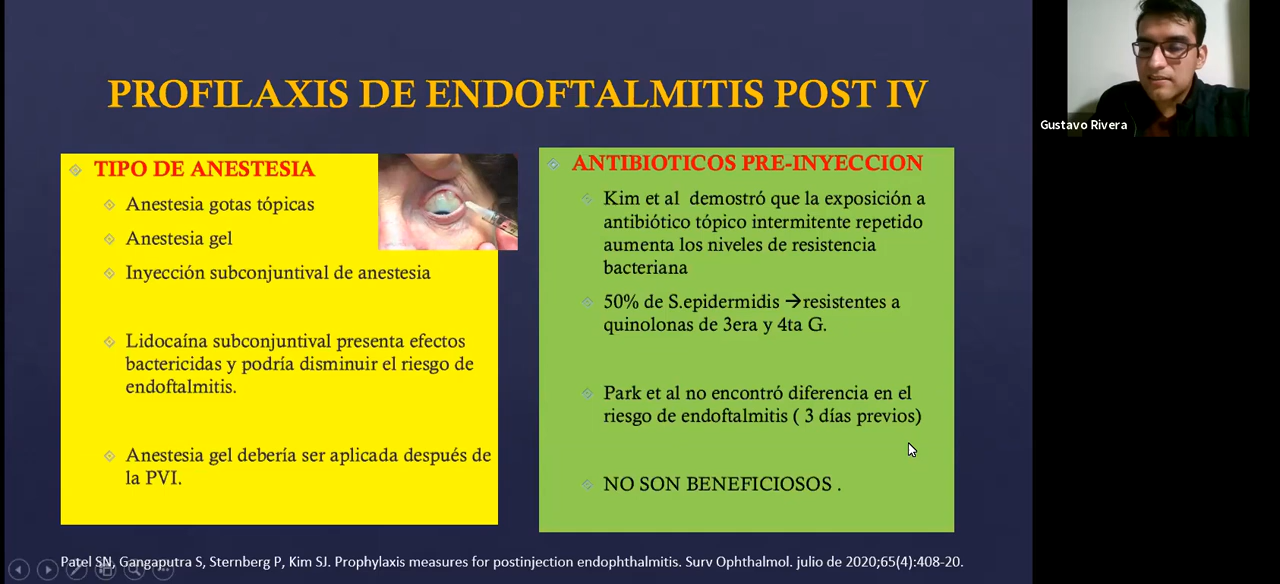 PROFILAXIS DE ENDOFTALMITIS POST IV
TIPO DE ANESTESIA
Anestesia gotas tópicas
Anestesia gel
Inyección subconjuntival de anestesia
Lidocaína subconjuntival presenta efectos
bactericidas y podría disminuir el riesgo de
endoftalmitis.
Anestesia gel debería ser aplicada después de
la PVI.
ANTIBIOTICOS PRE-INYECCION
Kim et al demostró que la exposición a
antibiótico tópico intermitente repetido
aumenta los niveles de resistencia
bacteriana
50% de S.epidermidis →resistentes a
quinolonas de 3era y 4ta G.
Park et al no encontró diferencia en el
riesgo de endoftalmitis ( 3 días previos)
NO SON BENEFICIOSOS .
Patel SN, Gangaputra S, Sternberg P, Kim SJ. Prophylaxis measures for postinjection endophthalmitis. Surv Ophthalmol. julio de 2020;65(4):408-20.
Gustavo Rivera